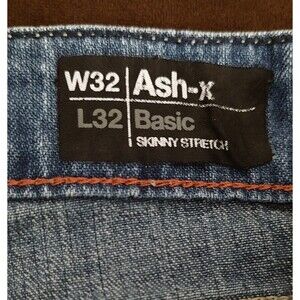 W32 Ash-x
L32 Basic
SKINNY STRETCH